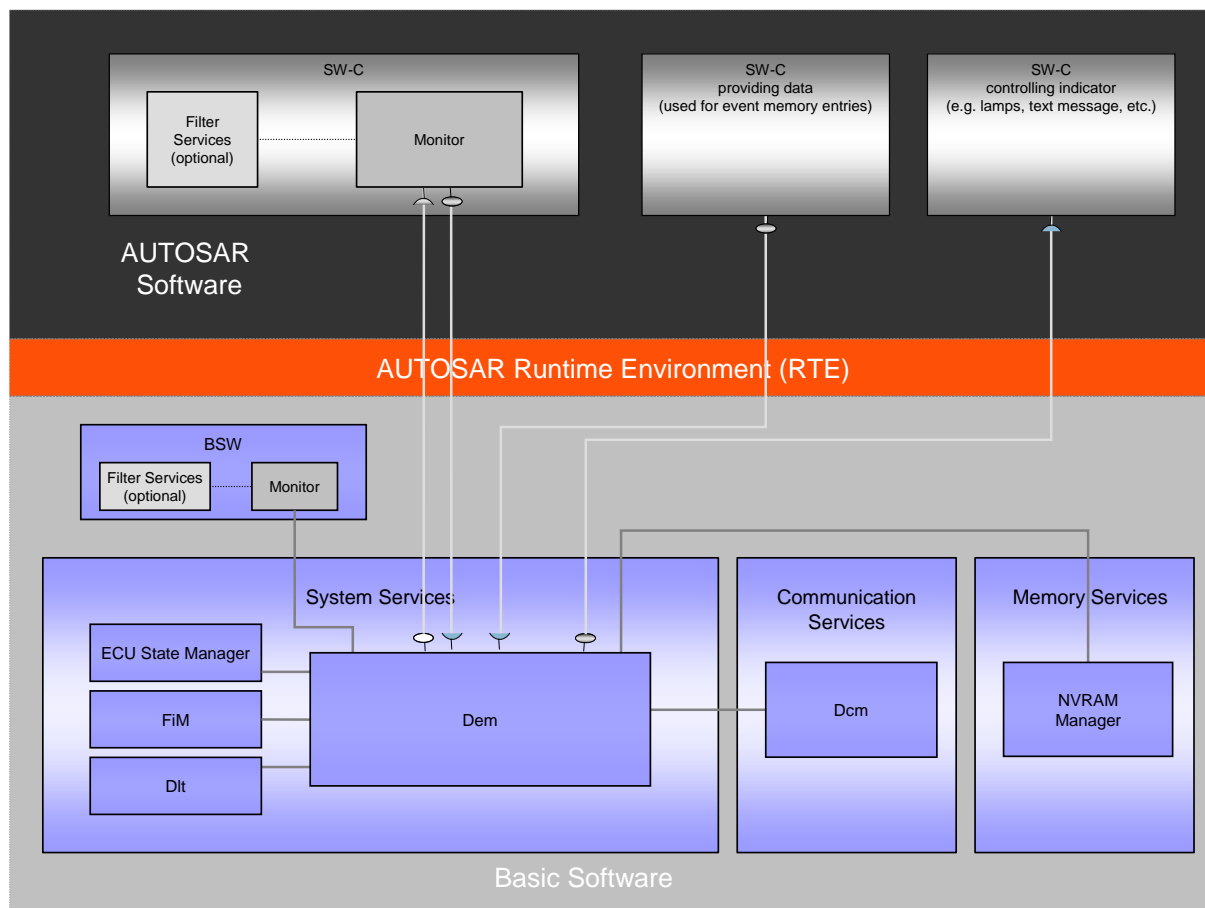 SW-C
Filter
Services
(optional)
Monitor
SW-C
providing data
(used for event memory entries)
SW-C
controlling indicator
(e.g. lamps, text message, etc.)
AUTOSAR
Software
AUTOSAR Runtime Environment (RTE)
BSW
Filter Services
(optional)
Monitor
System Services
ECU State Manager
FiM
Dlt
Dem
Communication
Services
Dcm
Memory Services
NVRAM
Manager
Basic Software